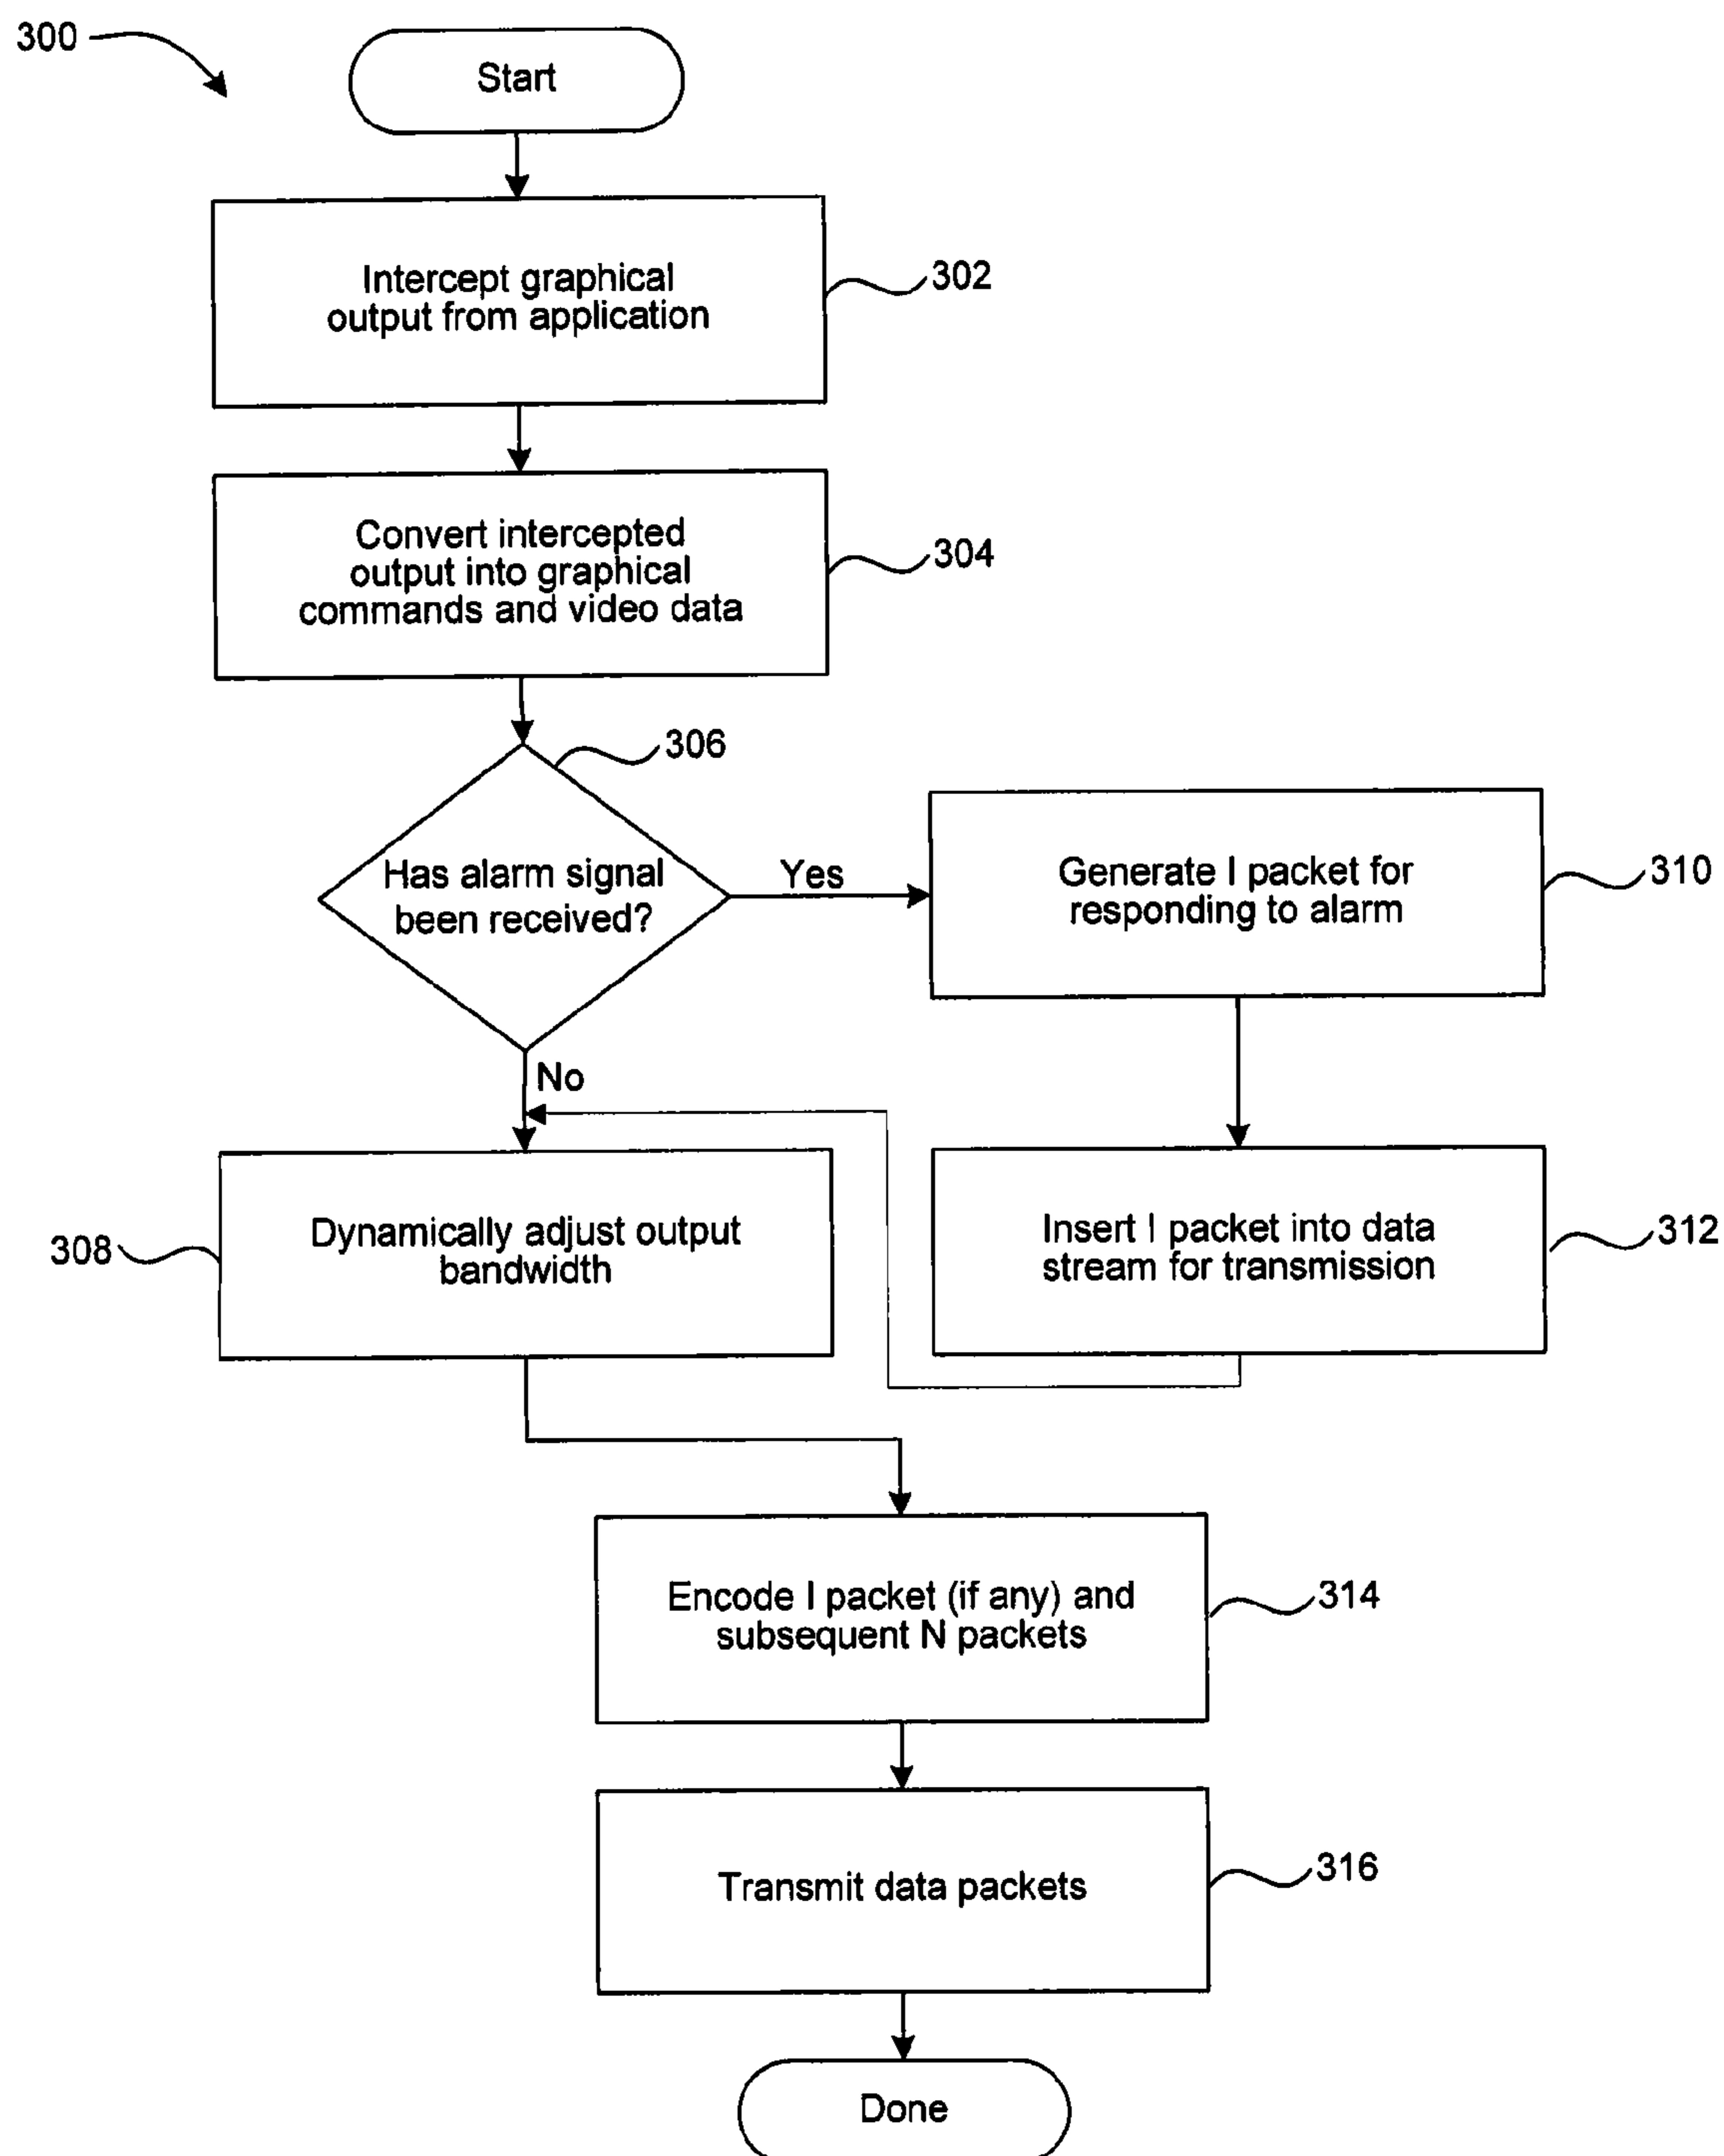 300
Start
Intercept graphical
output from application
302
Convert intercepted
output into graphical
commands and video data
304
306
Has alarm signal
been received?
Yes
Generate I packet for
responding to alarm
310
No
308
Dynamically adjust output
bandwidth
Insert I packet into data
stream for transmission
312
Encode I packet (if any) and
subsequent N packets
314
Transmit data packets
316
Done